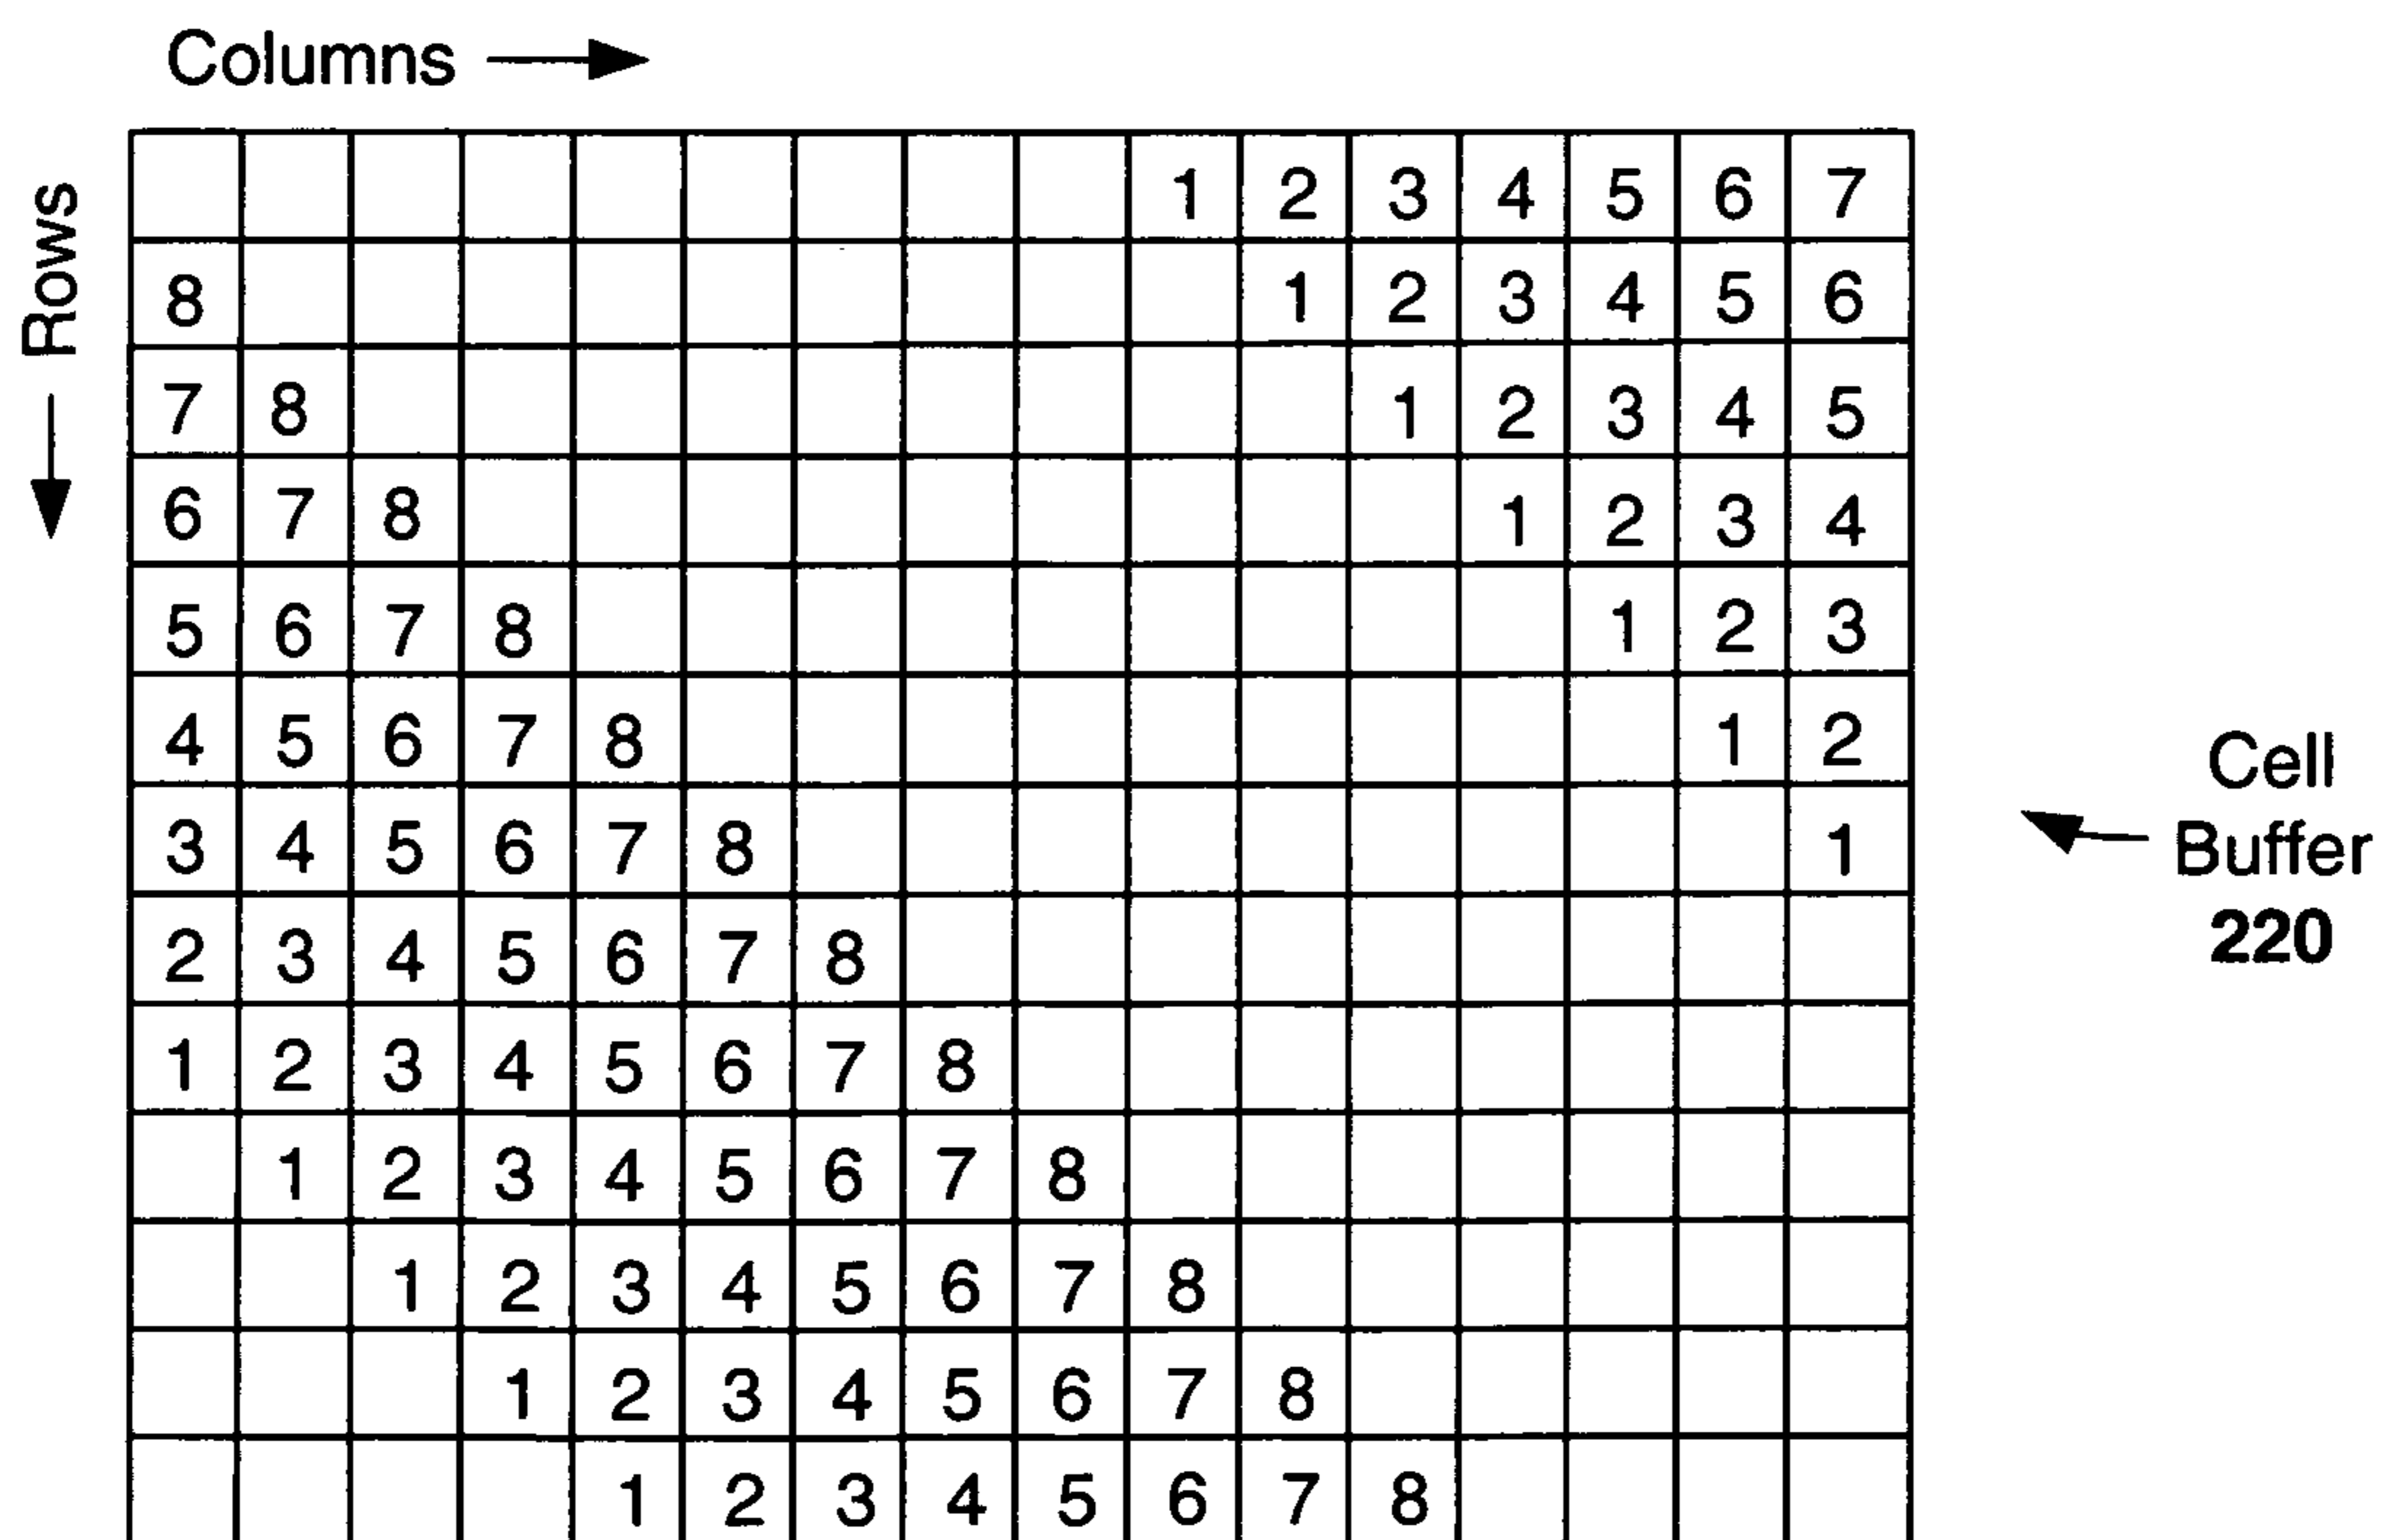 Columns
Rows
1 2 3 4 5 6 7
8 1 2 3 4 5 6
7 8 1 2 3 4 5
6 7 8 1 2 3 4
5 6 7 8 1 2 3
4 5 6 7 8 1 2
3 4 5 6 7 8 1
2 3 4 5 6 7 8
1 2 3 4 5 6 7 8
1 2 3 4 5 6 7 8
1 2 3 4 5 6 7 8
1 2 3 4 5 6 7 8
1 2 3 4 5 6 7 8
Cell
Buffer
220